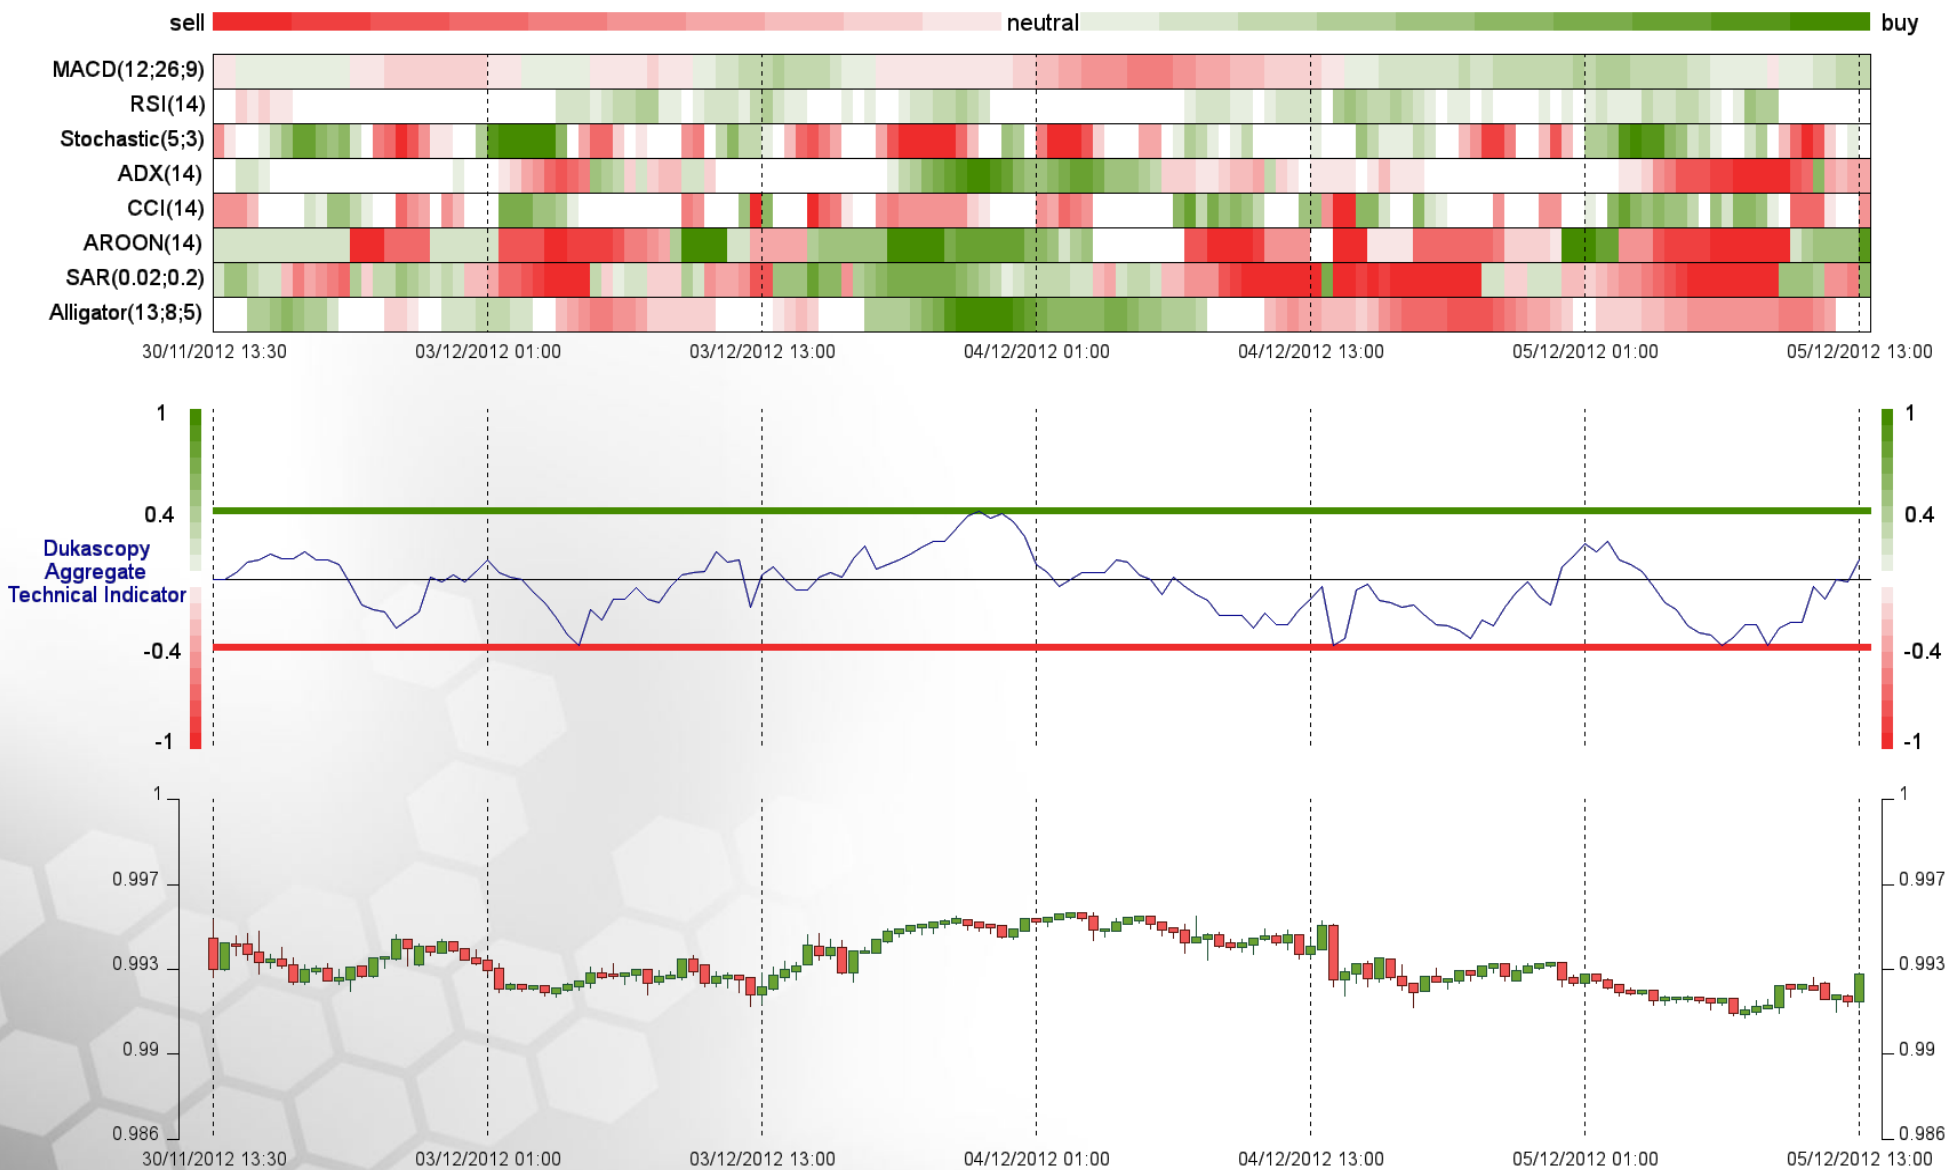 sell neutral buy
MACD(12;26;9)
RSI(14)
Stochastic(5;3)
ADX(14)
CCI(14)
AROON(14)
SAR(0.02;0.2)
Alligator(13;8;5)
30/11/2012 13:30 03/12/2012 01:00 03/12/2012 13:00 04/12/2012 01:00 04/12/2012 13:00 05/12/2012 01:00 05/12/2012 13:00
1 1
0.4 0.4
Dukascopy
Aggregate
Technical Indicator
-0.4 -0.4
-1 -1
1 1
0.997 0.997
0.993 0.993
0.99 0.99
0.986 0.986
30/11/2012 13:30 03/12/2012 01:00 03/12/2012 13:00 04/12/2012 01:00 04/12/2012 13:00 05/12/2012 01:00 05/12/2012 13:00